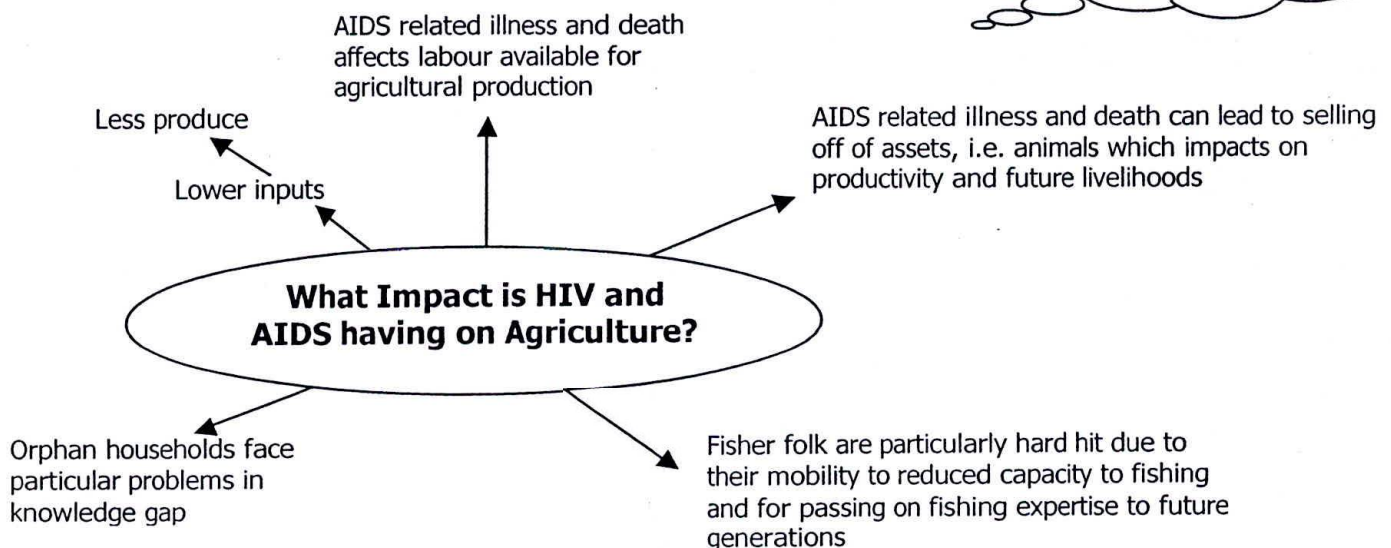 AIDS related illness and death
affects labour available for
agricultural production
Less produce
Lower inputs
AIDS related illness and death can lead to selling
off of assets, i.e. animals which impacts on
productivity and future livelihoods
What Impact is HIV and
AIDS having on Agriculture?
Orphan households face
particular problems in
knowledge gap
Fisher folk are particularly hard hit due to
their mobility to reduced capacity to fishing
and for passing on fishing expertise to future
generations